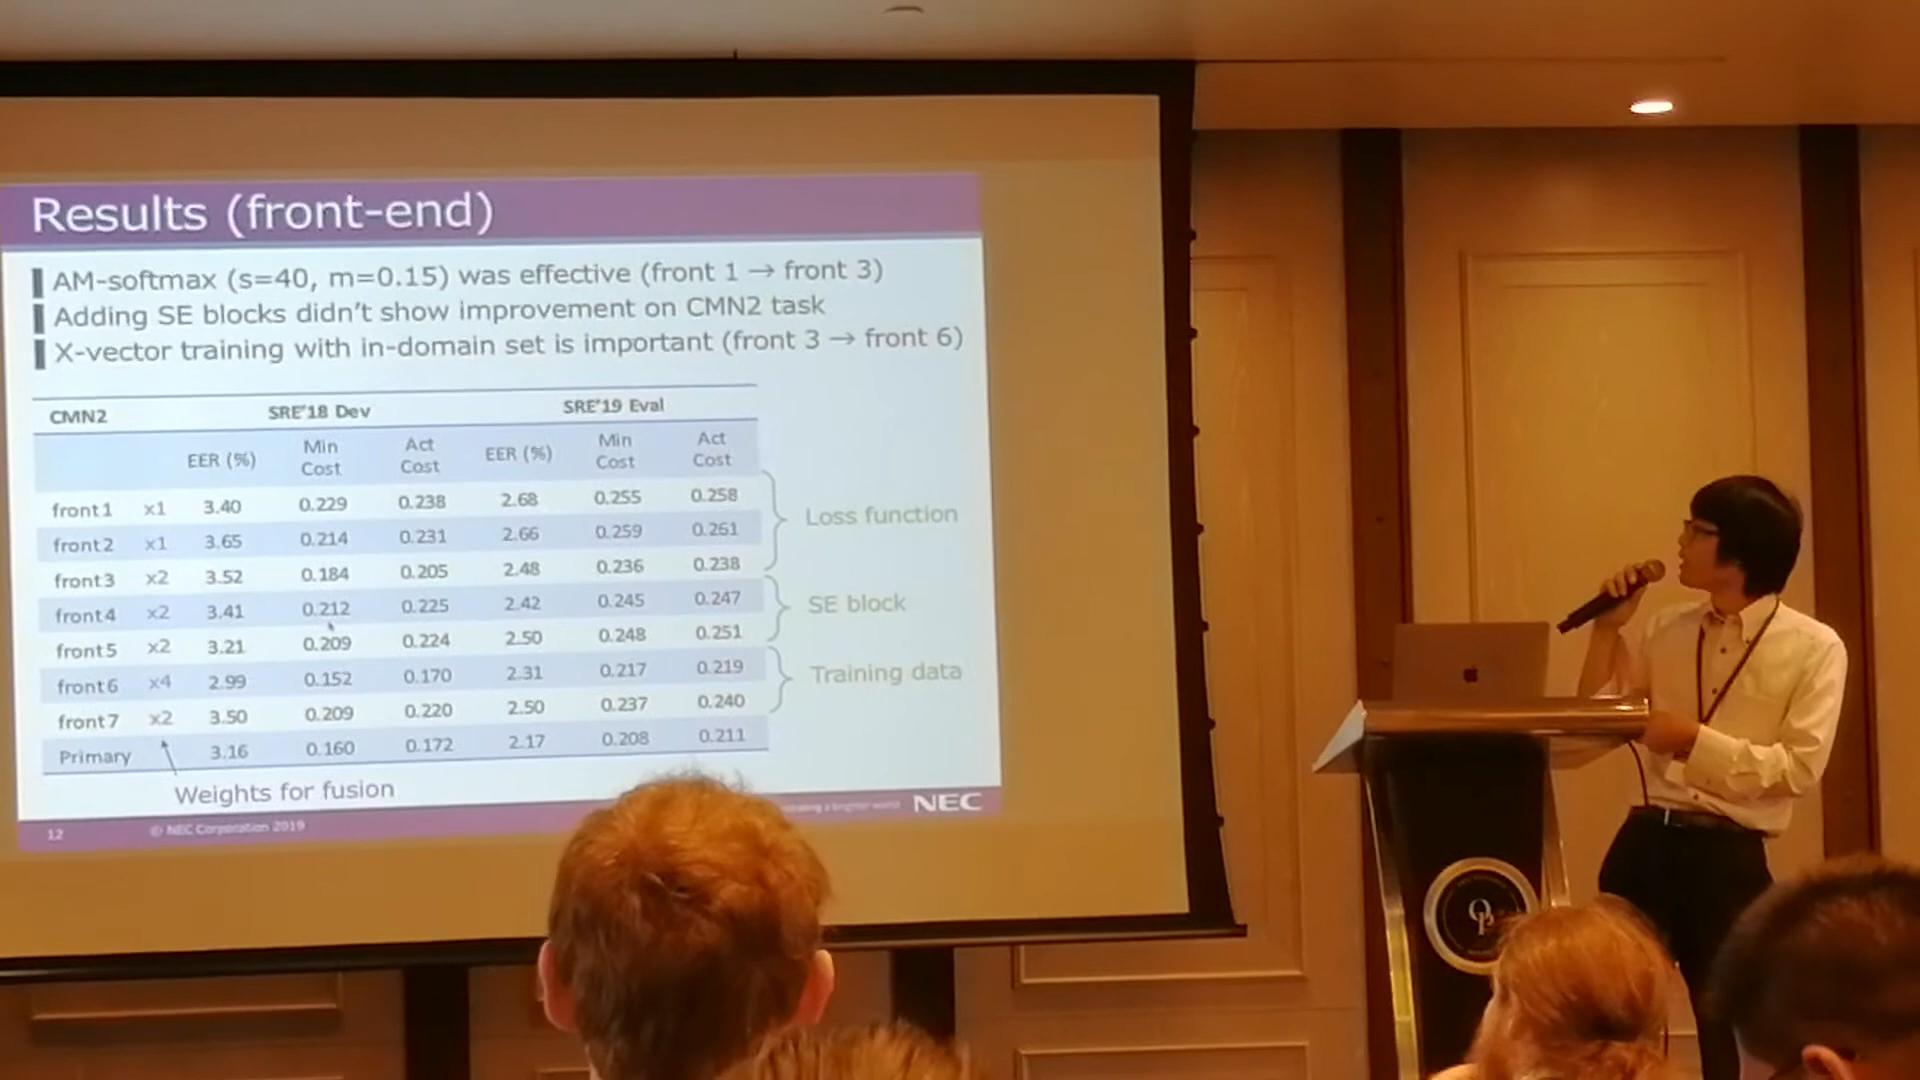 Results (front-end)
AM-softmax (s=40, m=0.15) was effective (front 1 → front 3)
Adding SE blocks didn't show improvement on CMN2 task
X-vector training with in-domain set is important (front 3 → front 6)
CMN2 SRE'18 Dev SRE'19 Eval
EER (%) Min Cost Act Cost EER (%) Min Cost Act Cost
front1 x1 3.40 0.229 0.238 2.68 0.255 0.258
front2 x1 3.65 0.214 0.231 2.66 0.259 0.261
front3 x2 3.52 0.184 0.205 2.48 0.236 0.238
front4 x2 3.41 0.212 0.225 2.42 0.245 0.247
front5 x2 3.21 0.209 0.224 2.50 0.248 0.251
front6 x4 2.99 0.152 0.170 2.31 0.217 0.219
front7 x2 3.50 0.209 0.220 2.50 0.237 0.240
Primary 3.16 0.160 0.172 2.17 0.208 0.211
Loss function
SE block
Training data
Weights for fusion
12 © NEC Corporation 2019
a brighter world NEC